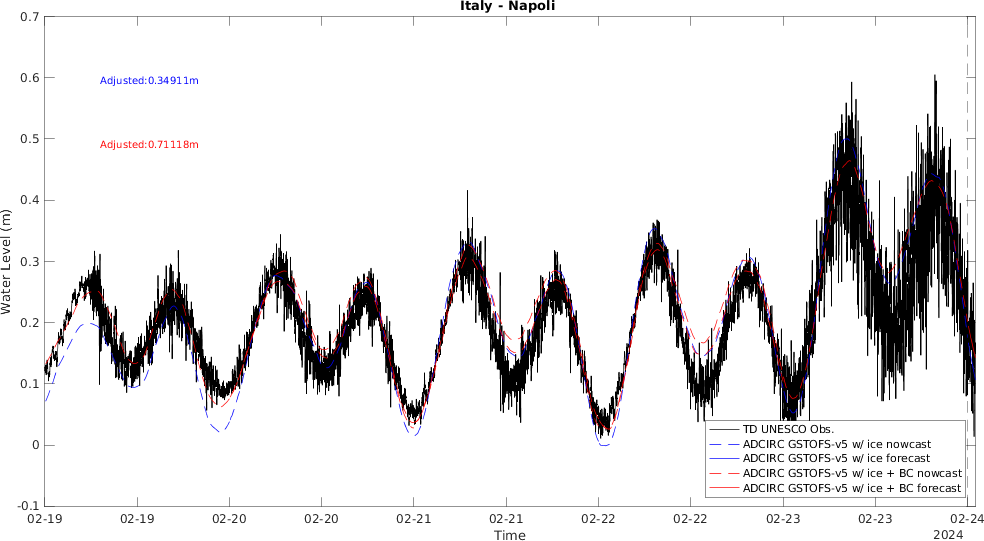 Italy - Napoli
0.7
0.6
0.5
0.4
0.3
0.2
0.1
0
-0.1
Water Level (m)
Adjusted:0.34911m
Adjusted:0.71118m
TD UNESCO Obs.
ADCIRC GSTOFS-v5 w/ ice nowcast
ADCIRC GSTOFS-v5 w/ ice forecast
ADCIRC GSTOFS-v5 w/ ice + BC nowcast
ADCIRC GSTOFS-v5 w/ ice + BC forecast
02-19 02-19 02-20 02-20 02-21 02-21 02-22 02-22 02-23 02-23 02-24
Time
2024